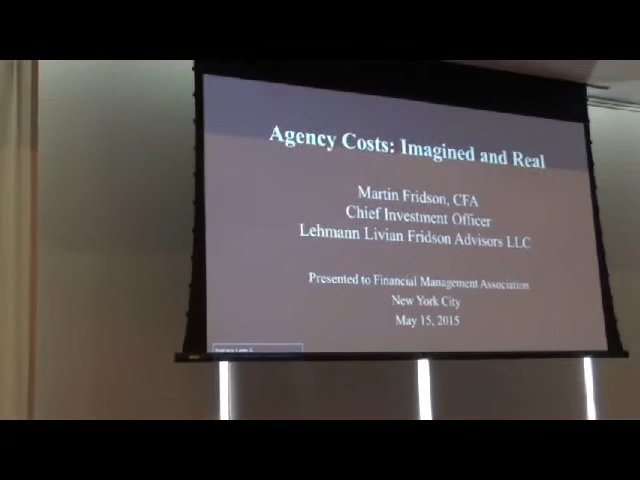 Agency Costs: Imagined and Real
Martin Fridson, CFA
Chief Investment Officer
Lehmann Livian Fridson Advisors LLC
Presented to Financial Management Association
New York City
May 15, 2015